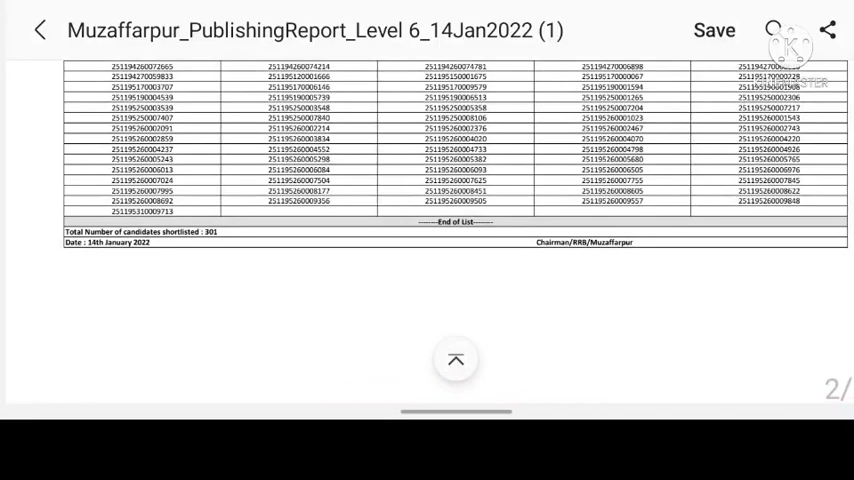 Muzaffarpur_PublishingReport_Level 6_14Jan2022 (1) Save
251194260072665 251194260074214 251194260074781 251194270006898
251194270059833 251195120001666 251195150001675 251195170000067 251195170000228
251195170003707 251195170006146 251195170009579 251195190001594
251195190004539 251195190005739 251195190006513 251195250001265 251195250002306
251195250003539 251195250003548 251195250005358 251195250007204 251195250007217
251195250007407 251195250007840 251195250008106 251195260001023 251195260001543
251195260002091 251195260002214 251195260002376 251195260002467 251195260002743
251195260002859 251195260003834 251195260004020 251195260004070 251195260004220
251195260004237 251195260004552 251195260004733 251195260004798 251195260004926
251195260005243 251195260005298 251195260005382 251195260005680 251195260005765
251195260006013 251195260006084 251195260006093 251195260006505 251195260006976
251195260007024 251195260007504 251195260007625 251195260007755 251195260007845
251195260007995 251195260008177 251195260008451 251195260008605 251195260008622
251195260008692 251195260009356 251195260009505 251195260009557 251195260009848
251195310009713
--------End of List-------
Total Number of candidates shortlisted : 301
Date : 14th January 2022 Chairman/RRB/Muzaffarpur
2/